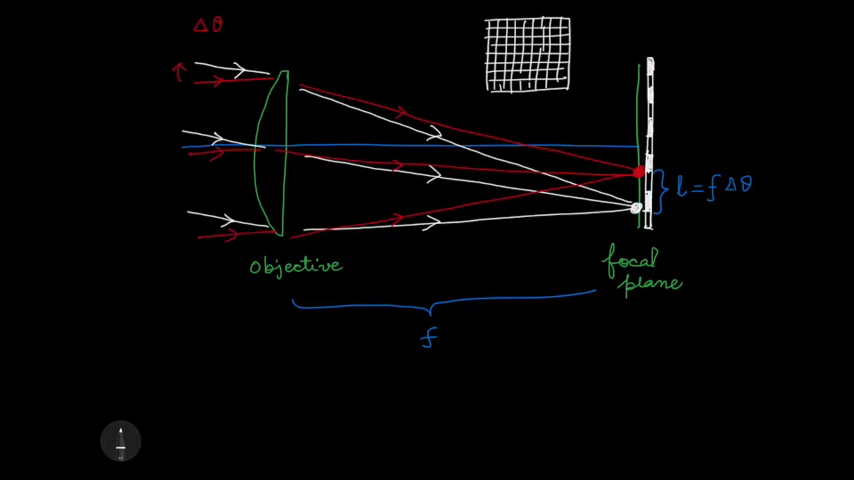 Δθ
l = f Δθ
Objective
focal
plane
f